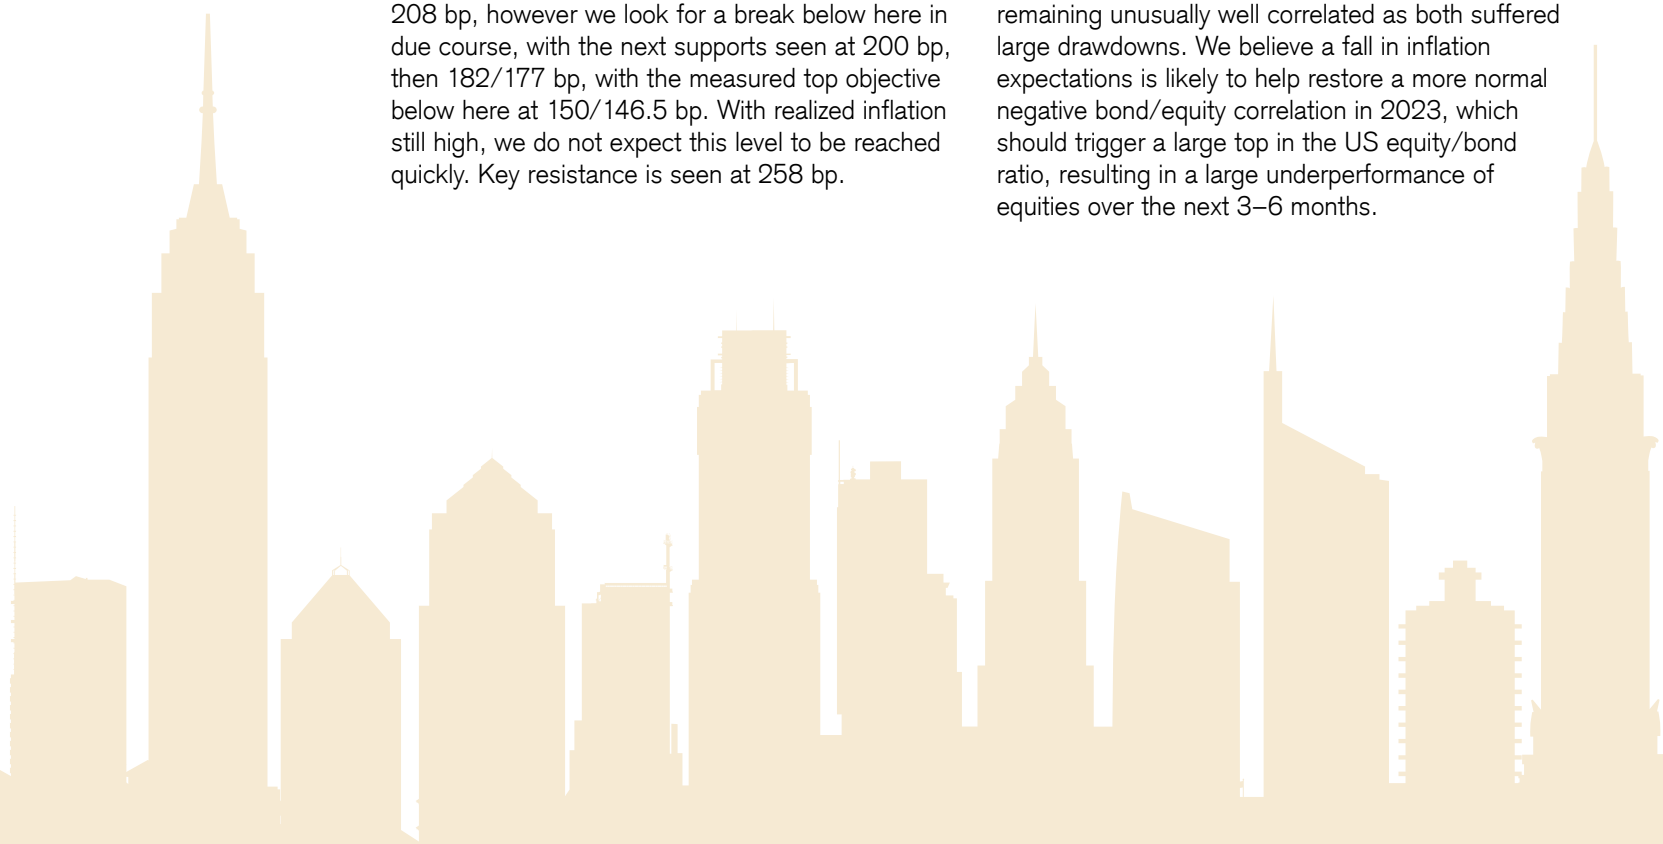 208 bp, however we look for a break below here in
due course, with the next supports seen at 200 bp,
then 182/177 bp, with the measured top objective
below here at 150/146.5 bp. With realized inflation
still high, we do not expect this level to be reached
quickly. Key resistance is seen at 258 bp.
remaining unusually well correlated as both suffered
large drawdowns. We believe a fall in inflation
expectations is likely to help restore a more normal
negative bond/equity correlation in 2023, which
should trigger a large top in the US equity/bond
ratio, resulting in a large underperformance of
equities over the next 3–6 months.